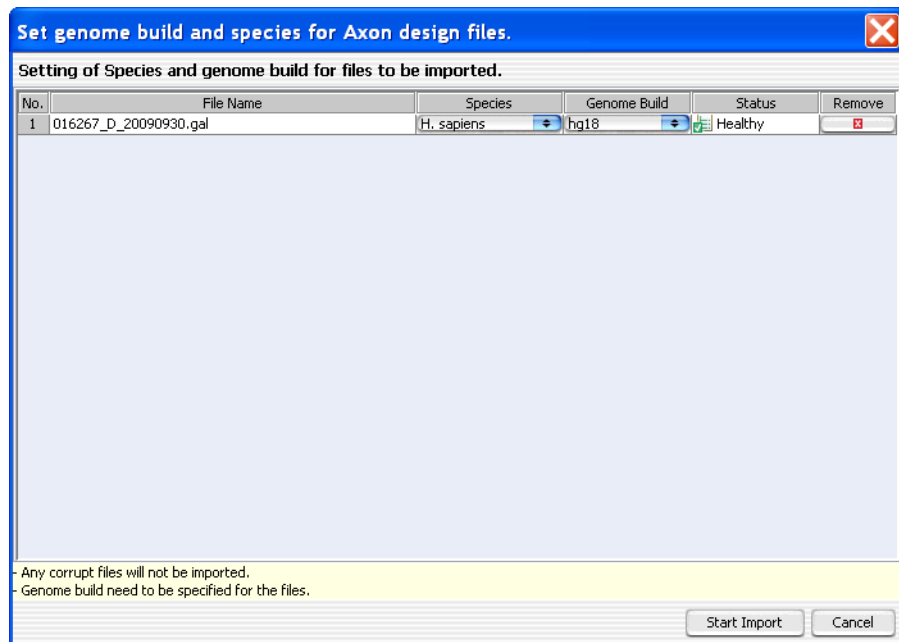 Set genome build and species for Axon design files.
Setting of Species and genome build for files to be imported.
No. File Name Species Genome Build Status Remove
1 016267_D_20090930.gal H. sapiens hg18 Healthy
- Any corrupt files will not be imported.
- Genome build need to be specified for the files.
Start Import Cancel